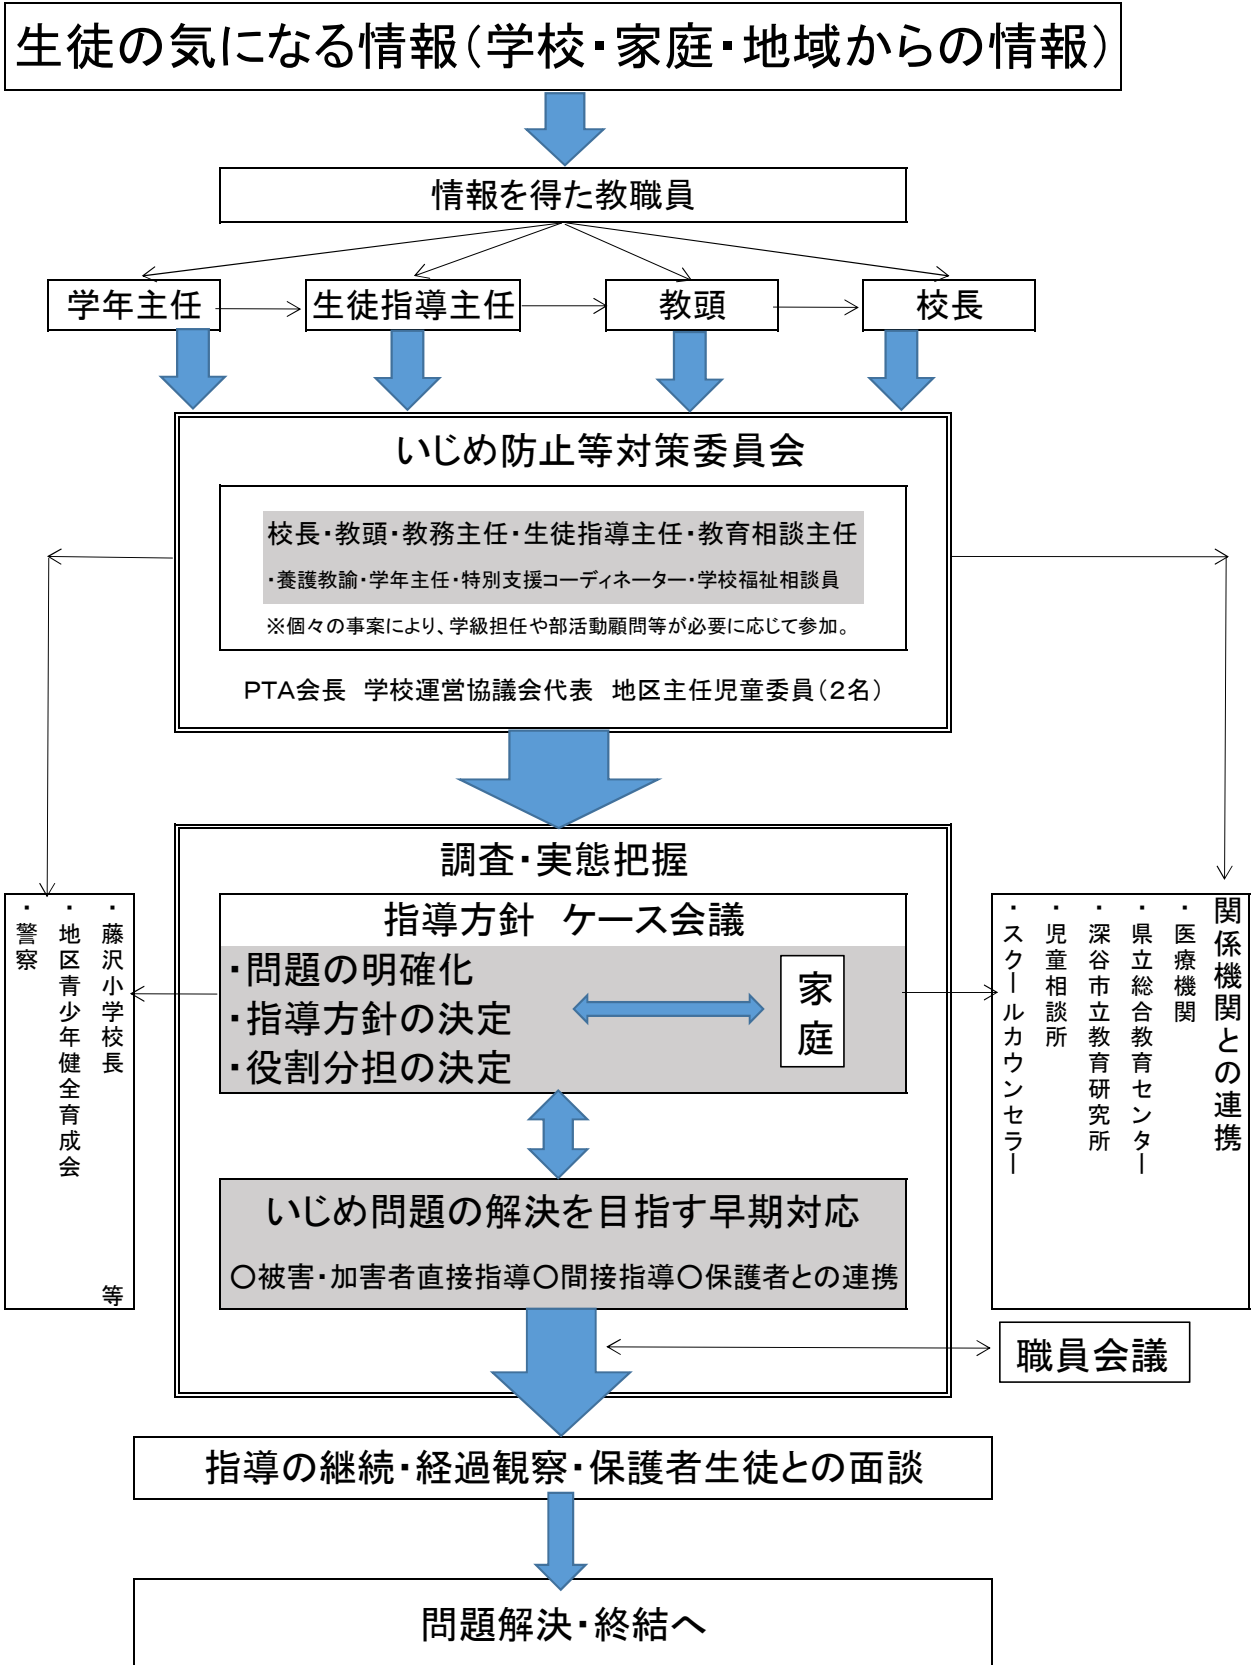 生徒の気になる情報(学校・家庭・地域からの情報)
情報を得た教職員
学年主任
生徒指導主任
教頭
校長
いじめ防止等対策委員会
校長・教頭・教務主任・生徒指導主任・教育相談主任
・養護教諭・学年主任・特別支援コーディネーター・学校福祉相談員
※個々の事案により、学級担任や部活動顧問等が必要に応じて参加。
PTA会長 学校運営協議会代表 地区主任児童委員(2名)
調査・実態把握
指導方針 ケース会議
・問題の明確化
・指導方針の決定
・役割分担の決定
家庭
いじめ問題の解決を目指す早期対応
○被害・加害者直接指導○間接指導○保護者との連携
・藤沢小学校長 等
・地区青少年健全育成会
・警察
関係機関との連携
・医療機関
・県立総合教育センター
・深谷市立教育研究所
・児童相談所
・スクールカウンセラー
職員会議
指導の継続・経過観察・保護者生徒との面談
問題解決・終結へ